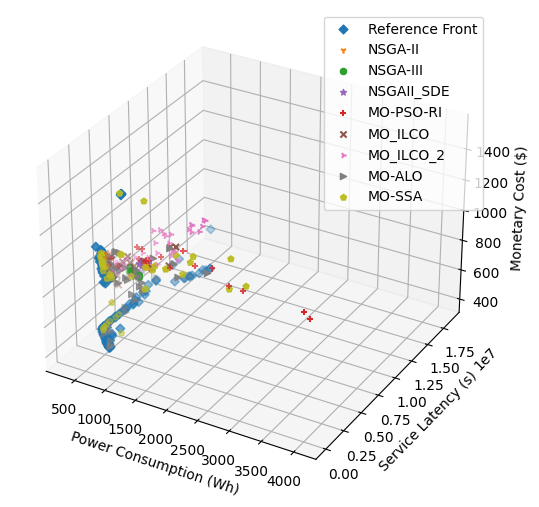 Reference Front
NSGA-II
NSGA-III
NSGAII_SDE
MO-PSO-RI
MO_ILCO
MO_ILCO_2
MO-ALO
MO-SSA
1400
1200
1000
800
600
400
Monetary Cost ($)
1e7
1.75
1.50
1.25
1.00
0.75
0.50
0.25
0.00
Service Latency (s)
500
1000
1500
2000
2500
3000
3500
4000
Power Consumption (Wh)